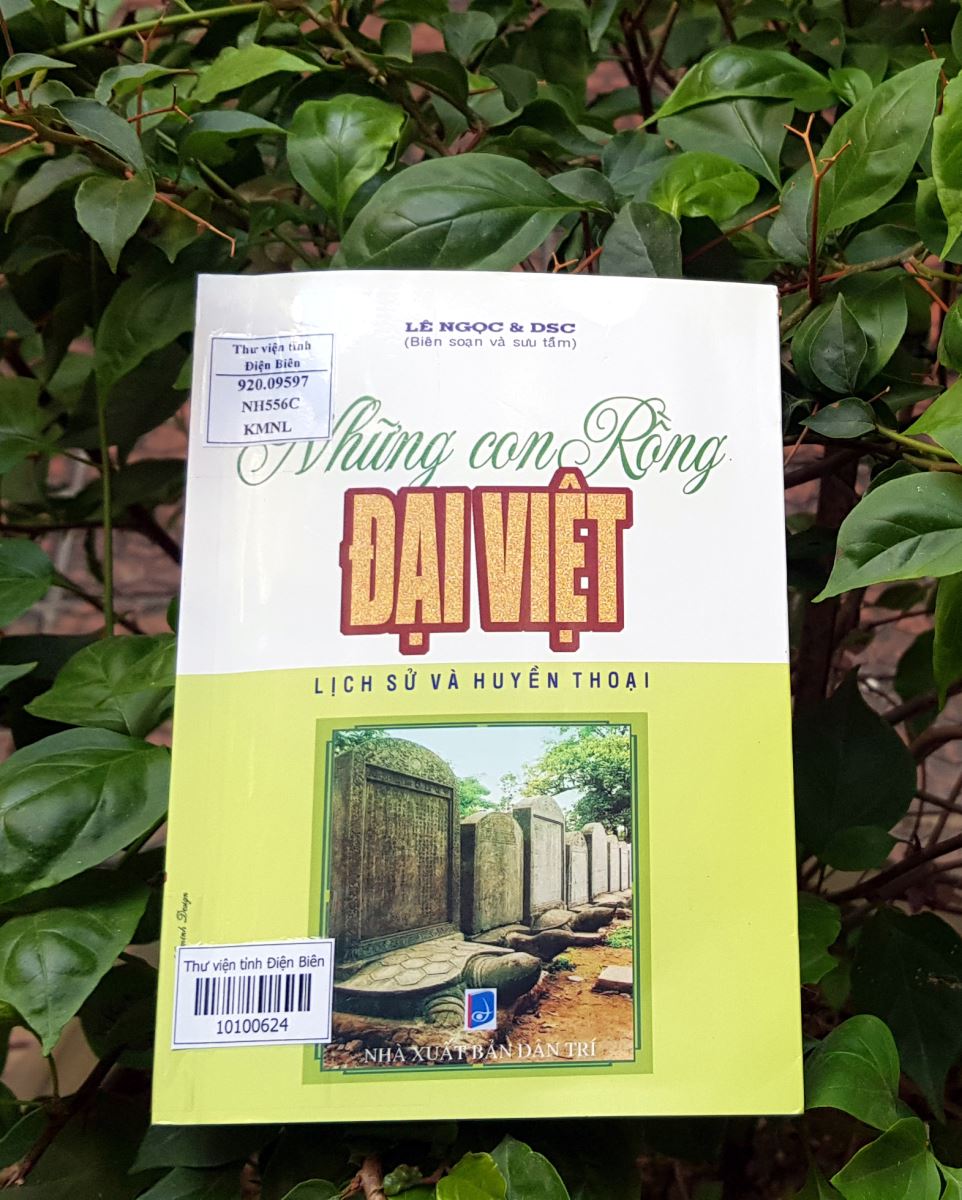 LÊ NGỌC & DSC
(Biên soạn và sưu tầm)
Thư viện tỉnh
Điện Biên
920.09597
NH556C
KMNL
Những con Rồng
ĐẠI VIỆT
LỊCH SỬ VÀ HUYỀN THOẠI
Design
Thư viện tỉnh Điện Biên
10100624
NHÀ XUẤT BẢN DÂN TRÍ